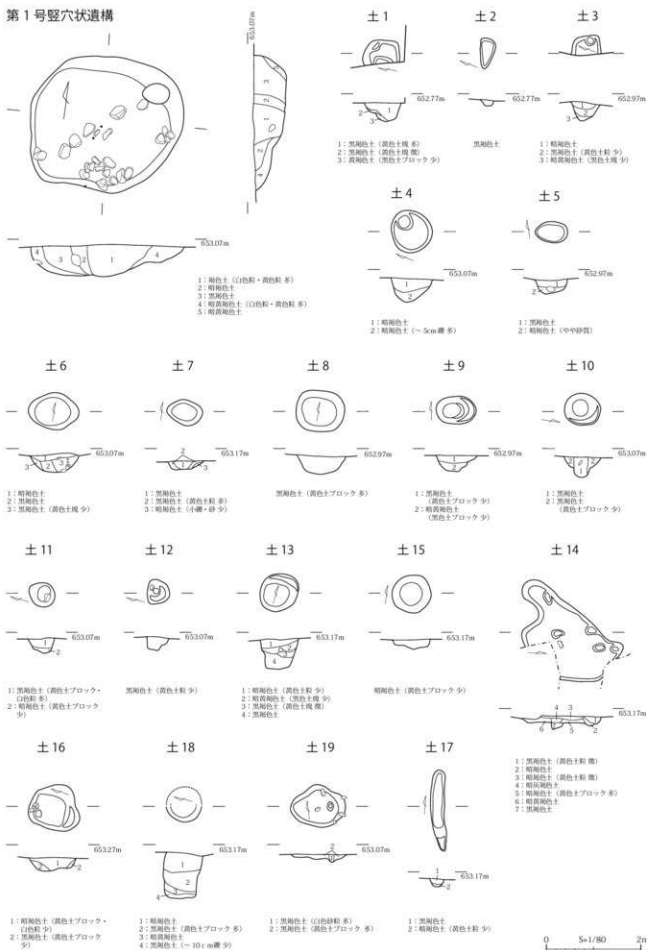 第1号竪穴状遺構
653.07m
653.07m
1：褐色土（白色粒・黄色粒 多）
2：暗褐色土
3：黒褐色土
4：暗黄褐色土（白色粒・黄色粒 多）
5：暗黄褐色土
土1
652.77m
1：黒褐色土（黄色土塊 多）
2：黒褐色土（黄色土塊 微）
3：黄褐色土（黒色土ブロック 少）
土2
652.77m
黒褐色土
土3
652.97m
1：暗褐色土
2：黒褐色土（黄色土粒 少）
3：暗黄褐色土（黒色土塊 少）
土4
653.07m
1：暗褐色土
2：暗褐色土（～5cm礫 多）
土5
652.97m
1：黒褐色土
2：暗褐色土（やや砂質）
土6
653.07m
1：暗褐色土
2：黒褐色土
3：黒褐色土（黄色土塊 少）
土7
653.17m
1：黒褐色土
2：黒褐色土（黄色土粒 多）
3：暗褐色土（小礫・砂 少）
土8
652.97m
黒褐色土（黄色土ブロック 多）
土9
652.97m
1：黒褐色土
（黄色土ブロック 少）
2：暗黄褐色土
（黒色土ブロック 少）
土10
653.07m
1：黒褐色土
2：黒褐色土
（黄色土ブロック 少）
土11
653.07m
1：黒褐色土（黄色土ブロック・
白色粒 多）
2：暗褐色土（黄色土ブロック
少）
土12
653.07m
黒褐色土（黄色土粒 少）
土13
653.17m
1：暗褐色土（黄色土粒 少）
2：暗黄褐色土（黒色土塊 少）
3：黒褐色土（黄色土塊 微）
4：黒褐色土
土15
653.17m
暗褐色土（黄色土ブロック 少）
土14
653.17m
1：黒褐色土（黄色土粒 微）
2：暗褐色土
3：暗褐色土（黄色土粒 微）
4：暗灰褐色土
5：暗褐色土（黄色土ブロック 多）
6：暗黄褐色土
7：黒褐色土
土16
653.27m
1：暗褐色土（黄色土ブロック・
白色粒 少）
2：黒褐色土（黄色土ブロック
少）
土18
653.17m
1：暗褐色土
2：黒褐色土（黄色土ブロック 多）
3：暗黄褐色土
4：黒褐色土（～10cm礫 少）
土19
653.07m
1：黒褐色土（白色砂粒 多）
2：黒褐色土（黄色土ブロック 多）
土17
653.17m
1：黒褐色土
2：暗褐色土（黄色土粒 少）
0 S=1/80 2m